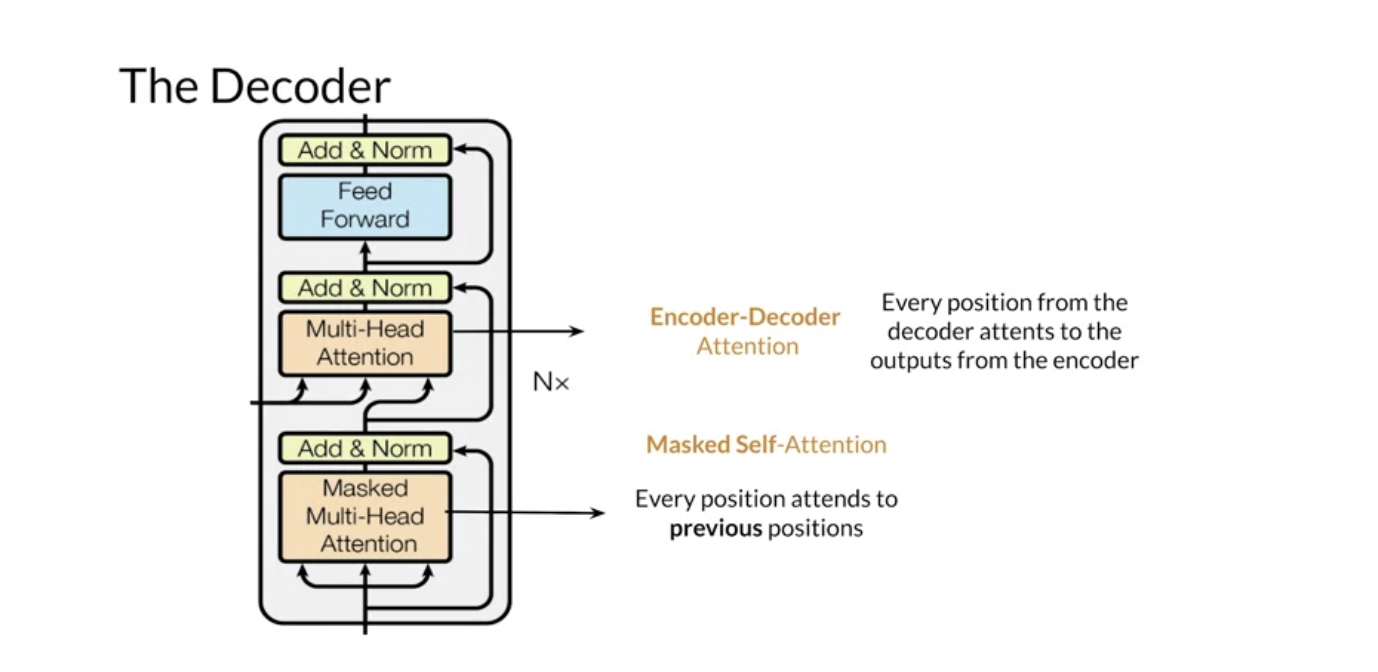 The Decoder
Add & Norm
Feed
Forward
Add & Norm
Multi-Head
Attention
Nx
Add & Norm
Masked
Multi-Head
Attention
Encoder-Decoder
Attention
Every position from the
decoder attents to the
outputs from the encoder
Masked Self-Attention
Every position attends to
previous positions